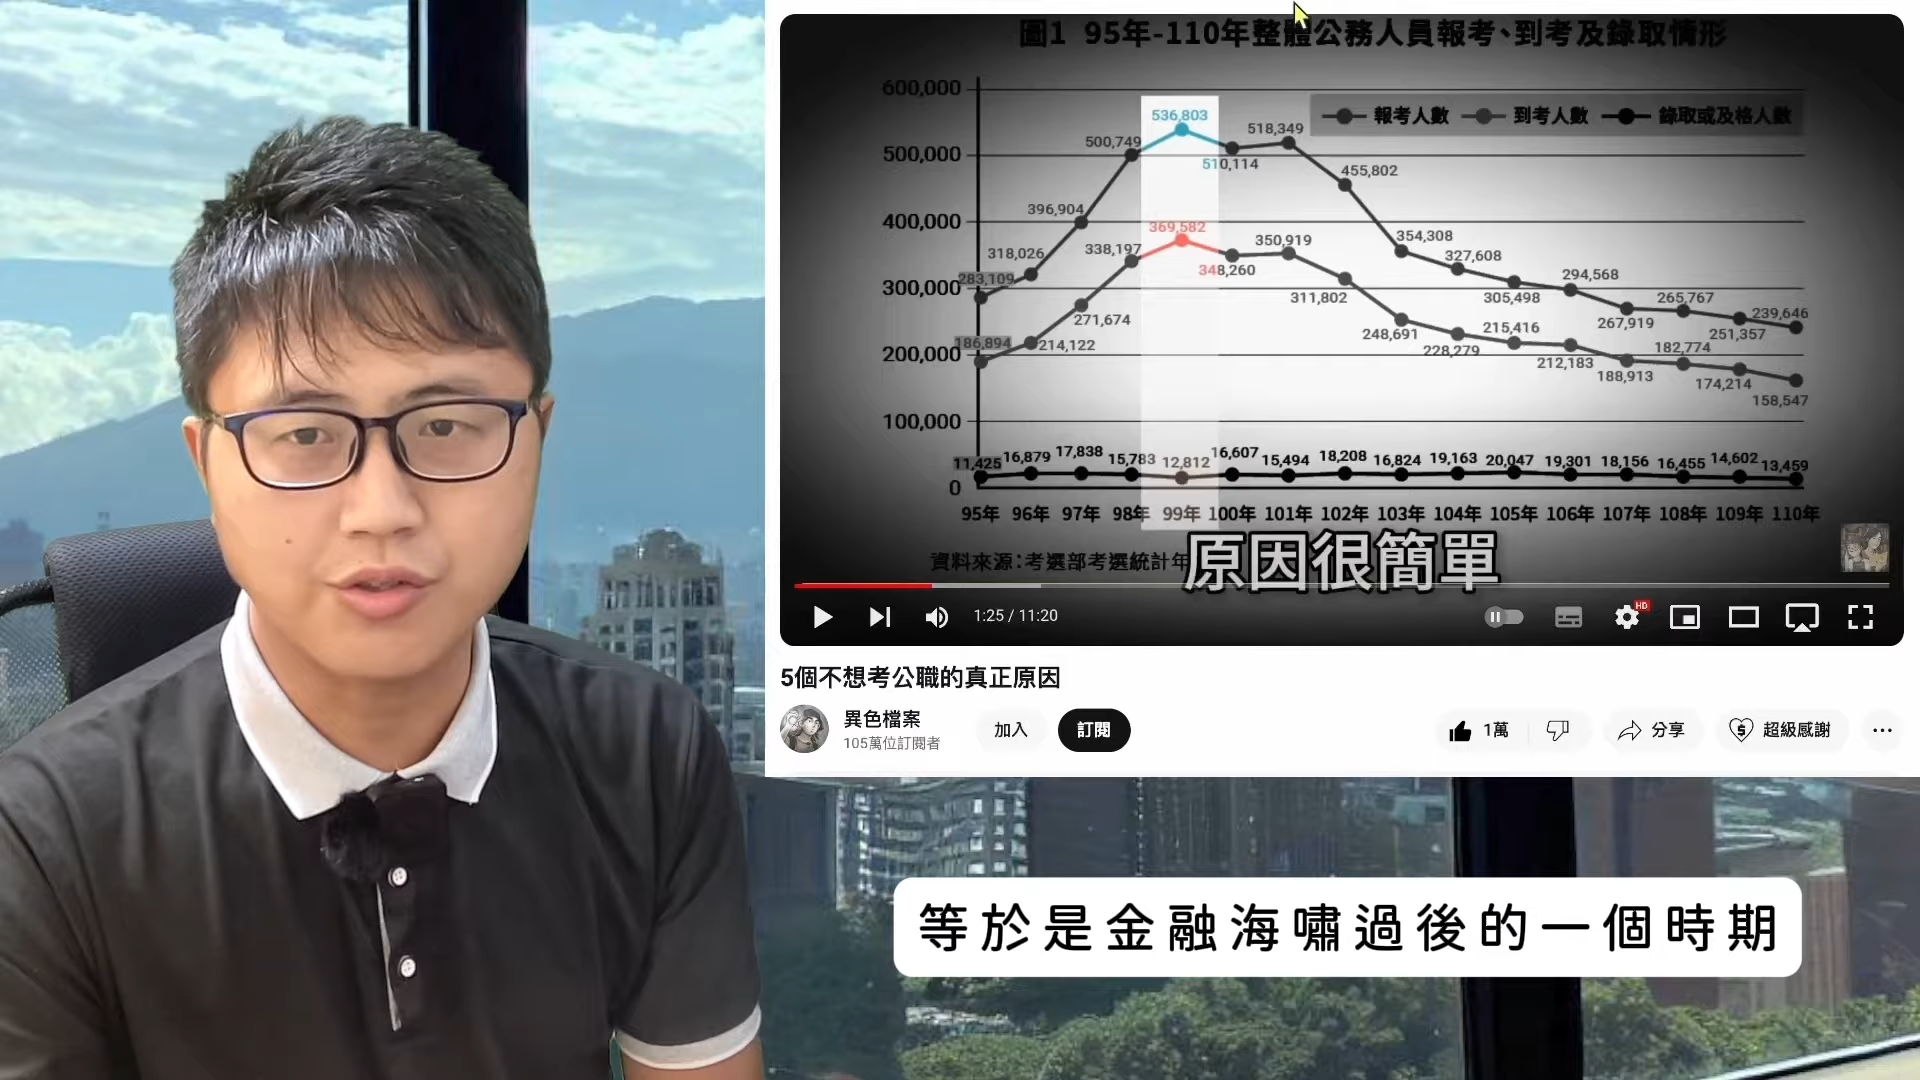 圖1 95年-110年整體公務人員報考、到考及錄取情形
報考人數 到考人數 錄取或及格人數
600,000
500,000
400,000
300,000
200,000
100,000
0
283,109 318,026 396,904 500,749 536,803 510,114 518,349 455,802 354,308 327,608 305,498 294,568 267,919 265,767 251,357 239,646
186,894 214,122 271,674 338,197 369,582 348,260 350,919 311,802 248,691 228,279 215,416 212,183 188,913 182,774 174,214 158,547
11,425 16,879 17,838 15,783 12,812 16,607 15,494 18,208 16,824 19,163 20,047 19,301 18,156 16,455 14,602 13,459
95年 96年 97年 98年 99年 100年 101年 102年 103年 104年 105年 106年 107年 108年 109年 110年
資料來源:考選部考選統計年
原因很簡單
1:25 / 11:20
HD
5個不想考公職的真正原因
異色檔案
105萬位訂閱者
加入 訂閱 1萬 分享 超級感謝
等於是金融海嘯過後的一個時期